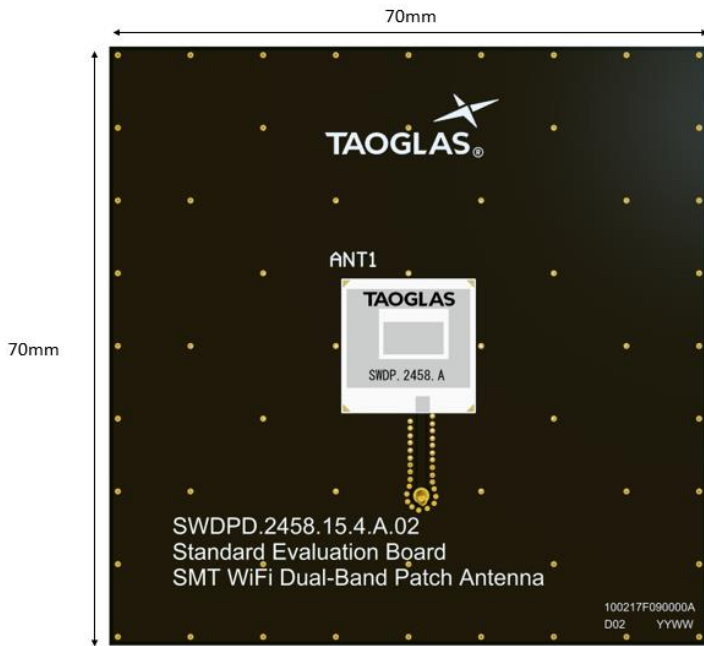 70mm
TAOGLAS®
ANT1
TAOGLAS
70mm
SWDP. 2458. A
SWDPD.2458.15.4.A.02
Standard Evaluation Board
SMT WiFi Dual-Band Patch Antenna
100217F090000A
D02 YYWW